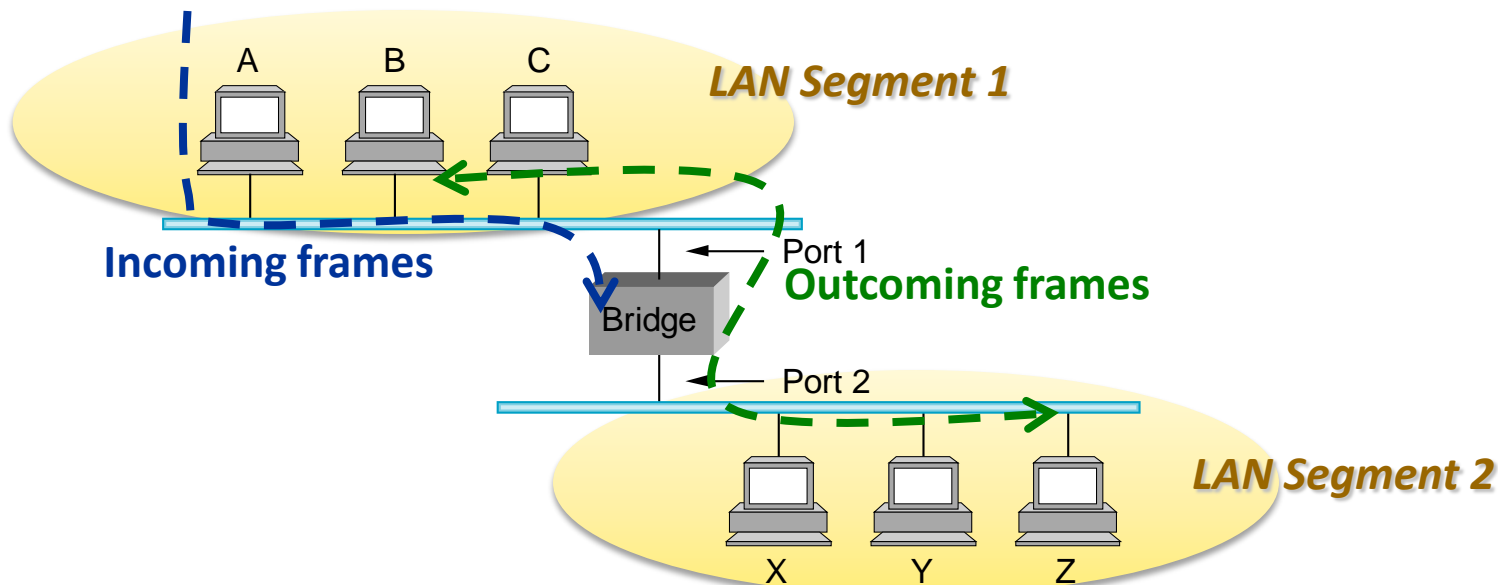 A B C
LAN Segment 1
Incoming frames
Port 1
Outcoming frames
Bridge
Port 2
LAN Segment 2
X Y Z